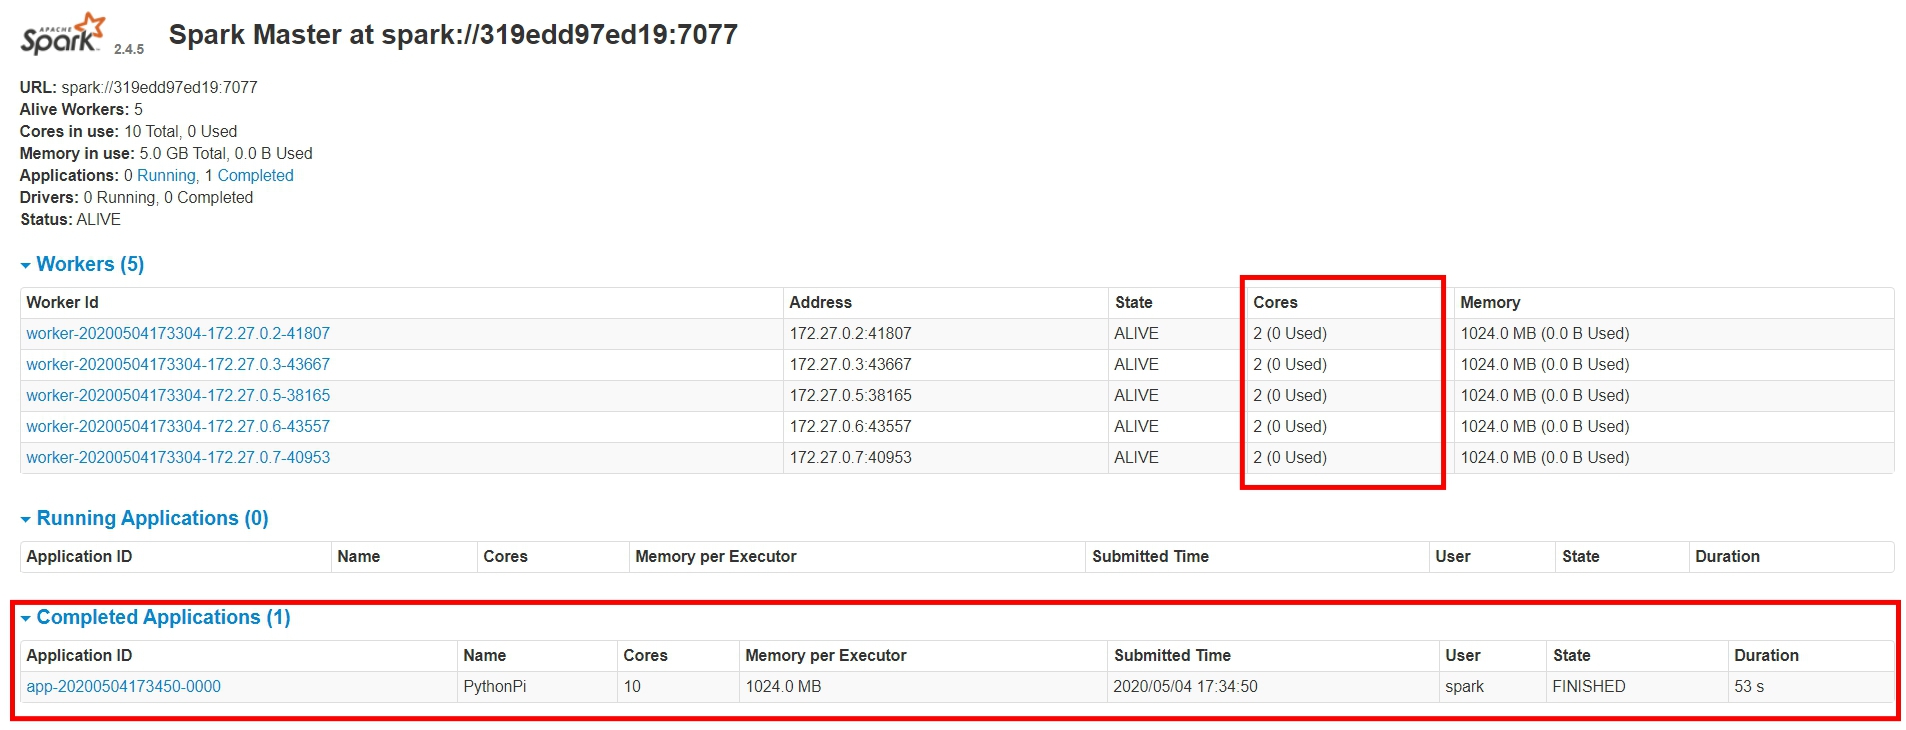 APACHE
Spark 2.4.5 Spark Master at spark://319edd97ed19:7077
URL: spark://319edd97ed19:7077
Alive Workers: 5
Cores in use: 10 Total, 0 Used
Memory in use: 5.0 GB Total, 0.0 B Used
Applications: 0 Running, 1 Completed
Drivers: 0 Running, 0 Completed
Status: ALIVE
Workers (5)
Worker Id Address State Cores Memory
worker-20200504173304-172.27.0.2-41807 172.27.0.2:41807 ALIVE 2 (0 Used) 1024.0 MB (0.0 B Used)
worker-20200504173304-172.27.0.3-43667 172.27.0.3:43667 ALIVE 2 (0 Used) 1024.0 MB (0.0 B Used)
worker-20200504173304-172.27.0.5-38165 172.27.0.5:38165 ALIVE 2 (0 Used) 1024.0 MB (0.0 B Used)
worker-20200504173304-172.27.0.6-43557 172.27.0.6:43557 ALIVE 2 (0 Used) 1024.0 MB (0.0 B Used)
worker-20200504173304-172.27.0.7-40953 172.27.0.7:40953 ALIVE 2 (0 Used) 1024.0 MB (0.0 B Used)
Running Applications (0)
Application ID Name Cores Memory per Executor Submitted Time User State Duration
Completed Applications (1)
Application ID Name Cores Memory per Executor Submitted Time User State Duration
app-20200504173450-0000 PythonPi 10 1024.0 MB 2020/05/04 17:34:50 spark FINISHED 53 s